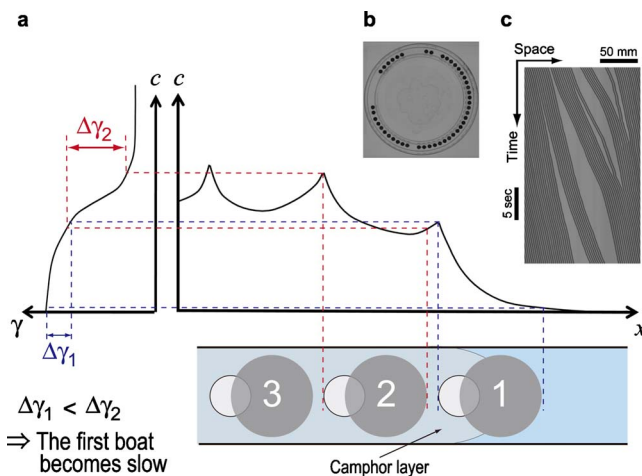 a
b
c
c
c
Space
50 mm
Time
5 sec
Δγ₂
γ
x
Δγ₁
3
2
1
Δγ₁ < Δγ₂
⇒ The first boat
becomes slow
Camphor layer